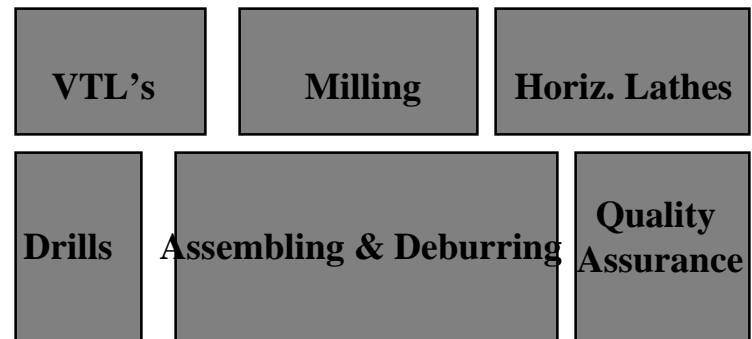 VTL’s
Milling
Horiz. Lathes
Drills
Assembling & Deburring
Quality
Assurance